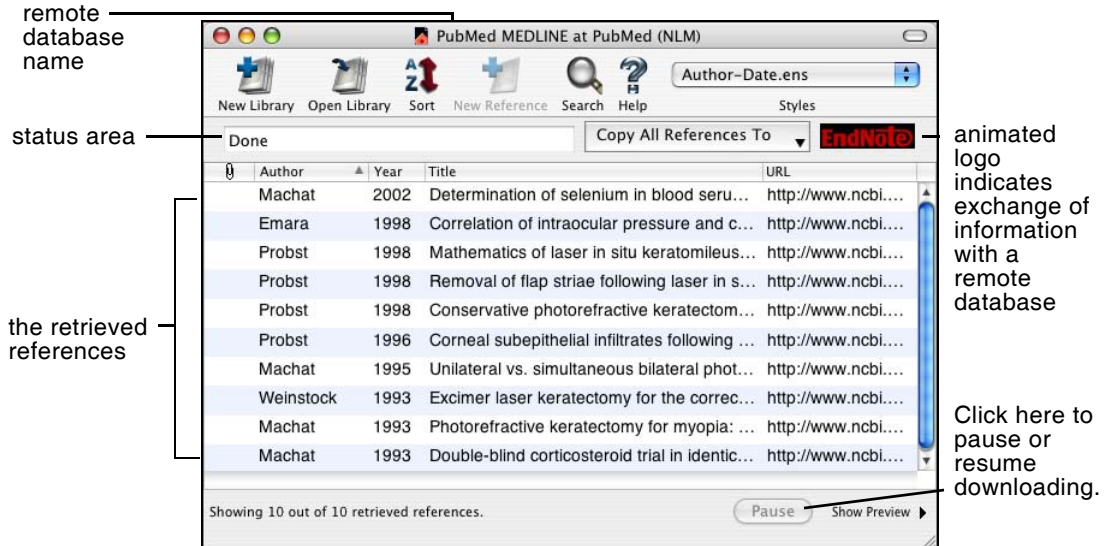 remote
database
name
PubMed MEDLINE at PubMed (NLM)
New Library Open Library Sort New Reference Search Help Author-Date.ens Styles
status area
Done
Copy All References To
EndNote
animated
logo
indicates
exchange of
information
with a
remote
database
Author Year Title URL
Machat 2002 Determination of selenium in blood seru... http://www.ncbi....
Emara 1998 Correlation of intraocular pressure and c... http://www.ncbi....
Probst 1998 Mathematics of laser in situ keratomileus... http://www.ncbi....
Probst 1998 Removal of flap striae following laser in s... http://www.ncbi....
Probst 1998 Conservative photorefractive keratectom... http://www.ncbi....
Probst 1996 Corneal subepithelial infiltrates following ... http://www.ncbi....
Machat 1995 Unilateral vs. simultaneous bilateral phot... http://www.ncbi....
Weinstock 1993 Excimer laser keratectomy for the correc... http://www.ncbi....
Machat 1993 Photorefractive keratectomy for myopia: ... http://www.ncbi....
Machat 1993 Double-blind corticosteroid trial in identic... http://www.ncbi....
the retrieved
references
Click here to
pause or
resume
downloading.
Showing 10 out of 10 retrieved references.
Pause
Show Preview